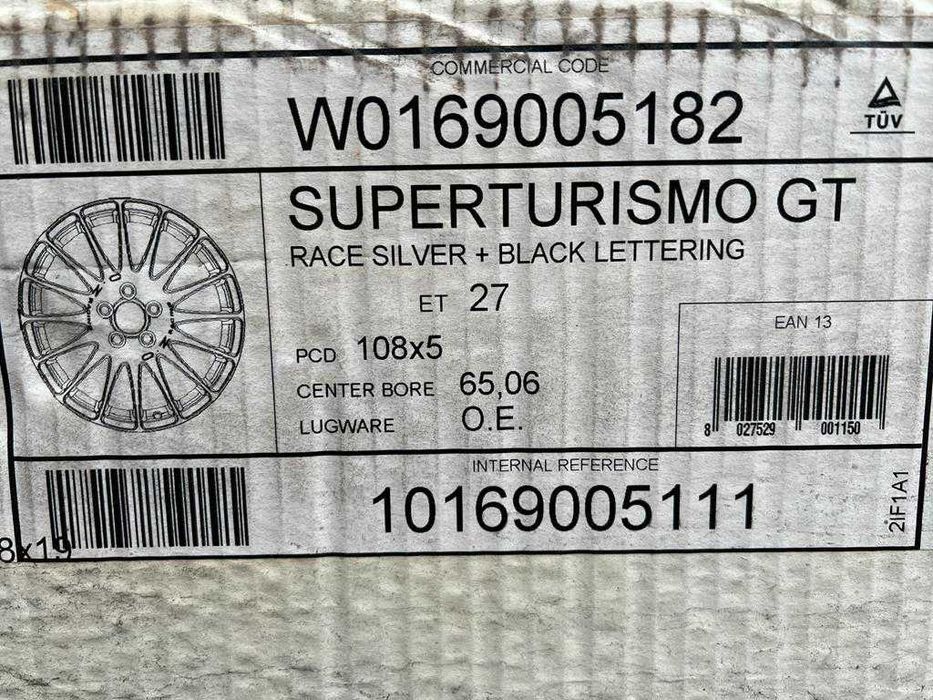 COMMERCIAL CODE
W0169005182
TÜV
SUPERTURISMO GT
RACE SILVER + BLACK LETTERING
ET 27
PCD 108x5
CENTER BORE 65,06
LUGWARE O.E.
EAN 13
8 027529 001150
INTERNAL REFERENCE
10169005111
2IF1A1
8x19